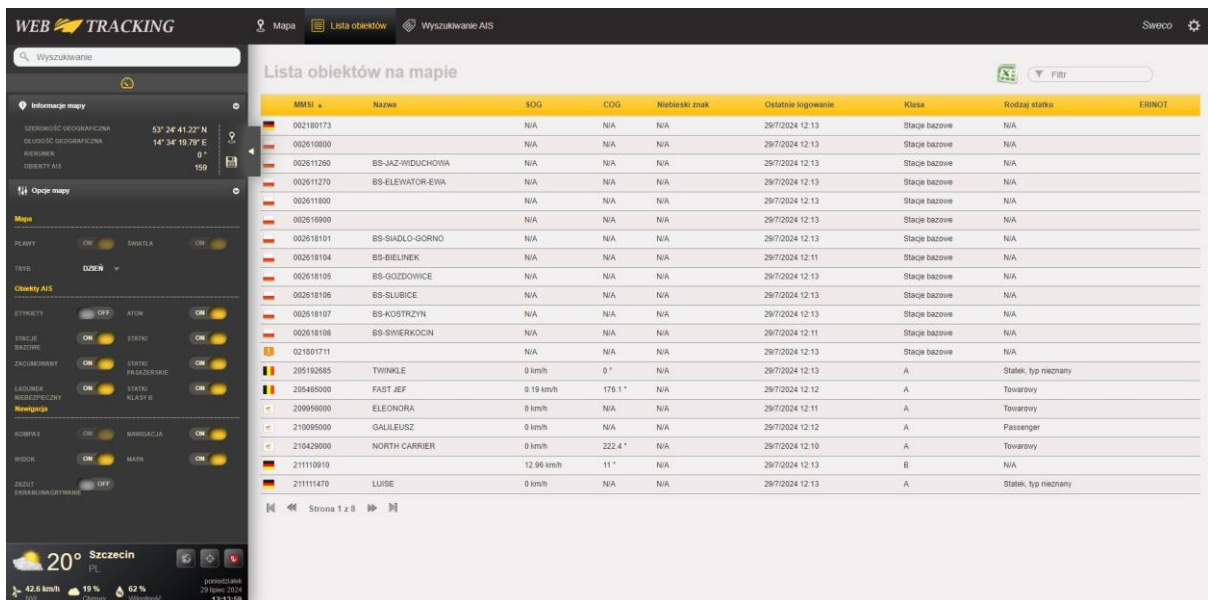 WEB TRACKING
Mapa Lista obiektów Wyszukiwanie AIS Sweco
Wyszukiwanie
Informacje mapy
SZEROKOŚĆ GEOGRAFICZNA 53° 24' 41.22" N
DŁUGOŚĆ GEOGRAFICZNA 14° 34' 19.79" E
KIERUNEK 0 °
OBIEKTY AIS 159
Opcje mapy
Mapa
PŁAWY ON ŚWIATŁA ON
TRYB DZIEŃ
Obiekty AIS
ETYKIETY OFF ATON ON
STACJE BAZOWE ON STATKI ON
ZACUMOWANY ON STATKI PASAŻERSKIE ON
ŁADUNEK NIEBEZPIECZNY ON STATKI KLASY B ON
Nawigacja
KOMPAS ON NAWIGACJA ON
WIDOK ON MAPA ON
ZRZUT EKRANU/NAGRYWANIE OFF
20° Szczecin
PL
42.6 km/h 19 % 62 %
NW Chmury Wilgotność
poniedziałek
29 lipiec 2024
12:13:59
Lista obiektów na mapie
Filtr
MMSI Nazwa SOG COG Niebieski znak Ostatnie logowanie Klasa Rodzaj statku ERINOT
002180173 N/A N/A N/A 29/7/2024 12:13 Stacje bazowe N/A
002610800 N/A N/A N/A 29/7/2024 12:13 Stacje bazowe N/A
002611260 BS-JAZ-WIDUCHOWA N/A N/A N/A 29/7/2024 12:13 Stacje bazowe N/A
002611270 BS-ELEWATOR-EWA N/A N/A N/A 29/7/2024 12:13 Stacje bazowe N/A
002611800 N/A N/A N/A 29/7/2024 12:13 Stacje bazowe N/A
002616900 N/A N/A N/A 29/7/2024 12:13 Stacje bazowe N/A
002618101 BS-SIADLO-GORNO N/A N/A N/A 29/7/2024 12:13 Stacje bazowe N/A
002618104 BS-BIELINEK N/A N/A N/A 29/7/2024 12:11 Stacje bazowe N/A
002618105 BS-GOZDOWICE N/A N/A N/A 29/7/2024 12:13 Stacje bazowe N/A
002618106 BS-SLUBICE N/A N/A N/A 29/7/2024 12:13 Stacje bazowe N/A
002618107 BS-KOSTRZYN N/A N/A N/A 29/7/2024 12:13 Stacje bazowe N/A
002618108 BS-SWIERKOCIN N/A N/A N/A 29/7/2024 12:11 Stacje bazowe N/A
021801711 N/A N/A N/A 29/7/2024 12:13 Stacje bazowe N/A
205192685 TWINKLE 0 km/h 0 ° N/A 29/7/2024 12:13 A Statek, typ nieznany
205465000 FAST JEF 0.19 km/h 176.1 ° N/A 29/7/2024 12:12 A Towarowy
209956000 ELEONORA 0 km/h N/A N/A 29/7/2024 12:11 A Towarowy
210095000 GALILEUSZ 0 km/h N/A N/A 29/7/2024 12:12 A Passenger
210429000 NORTH CARRIER 0 km/h 222.4 ° N/A 29/7/2024 12:10 A Towarowy
211110910 12.96 km/h 11 ° N/A 29/7/2024 12:13 B N/A
211111470 LUISE 0 km/h N/A N/A 29/7/2024 12:13 A Statek, typ nieznany
Strona 1 z 8